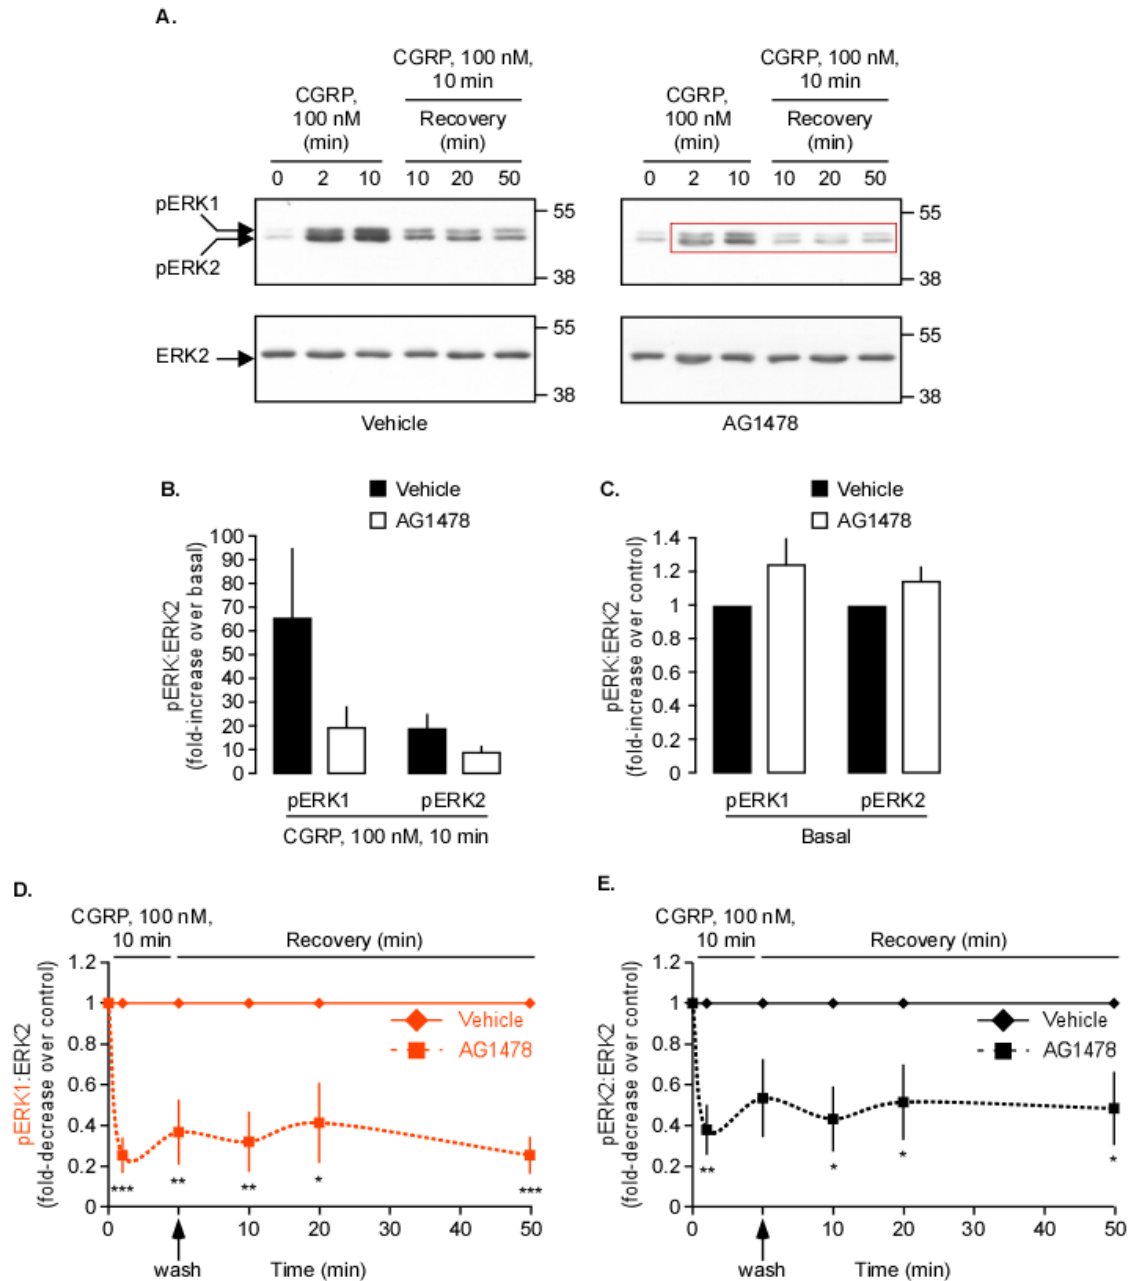 A.
CGRP, 100 nM,
10 min
CGRP,
100 nM
(min)
Recovery
(min)
0 2 10 10 20 50
pERK1
pERK2
55
38
ERK2
55
38
Vehicle
CGRP, 100 nM,
10 min
CGRP,
100 nM
(min)
Recovery
(min)
0 2 10 10 20 50
55
38
55
38
AG1478
B.
Vehicle
AG1478
pERK:ERK2
(fold-increase over basal)
100
90
80
70
60
50
40
30
20
10
0
pERK1 pERK2
CGRP, 100 nM, 10 min
C.
Vehicle
AG1478
pERK:ERK2
(fold-increase over control)
1.4
1.2
1
0.8
0.6
0.4
0.2
0
pERK1 pERK2
Basal
D.
CGRP, 100 nM,
10 min
Recovery (min)
pERK1:ERK2
(fold-decrease over control)
1.2
1
0.8
0.6
0.4
0.2
0
Vehicle
AG1478
*** ** ** * ***
0 10 20 30 40 50
wash
Time (min)
E.
CGRP, 100 nM,
10 min
Recovery (min)
pERK2:ERK2
(fold-decrease over control)
1.2
1
0.8
0.6
0.4
0.2
0
Vehicle
AG1478
** * * *
0 10 20 30 40 50
wash
Time (min)